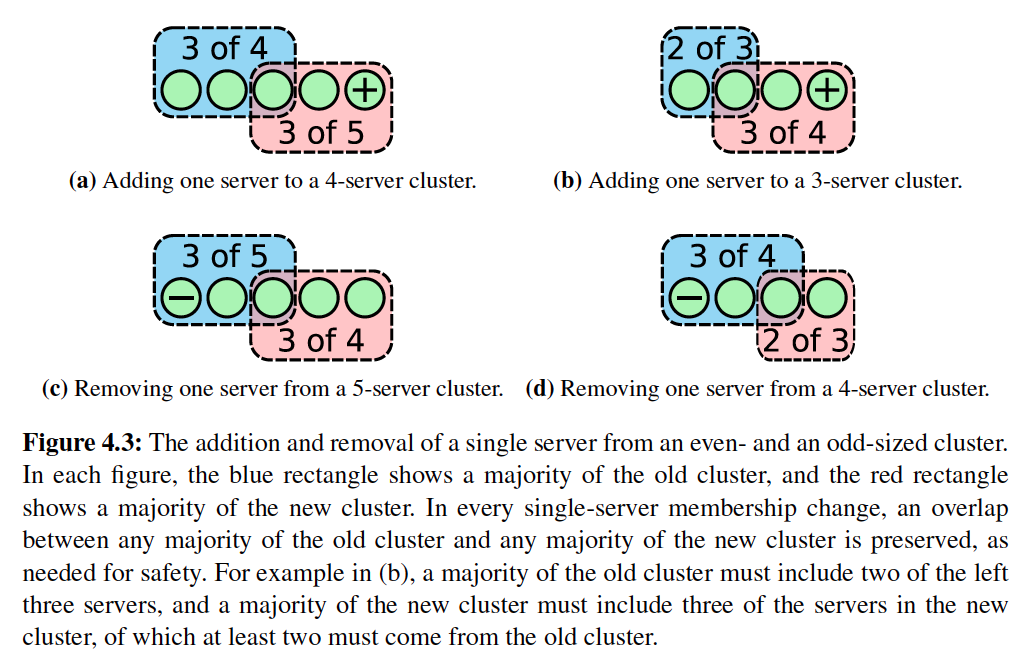 3 of 4
+
3 of 5
(a) Adding one server to a 4-server cluster.
2 of 3
+
3 of 4
(b) Adding one server to a 3-server cluster.
3 of 5
−
3 of 4
(c) Removing one server from a 5-server cluster.
3 of 4
−
2 of 3
(d) Removing one server from a 4-server cluster.
Figure 4.3: The addition and removal of a single server from an even- and an odd-sized cluster.
In each figure, the blue rectangle shows a majority of the old cluster, and the red rectangle
shows a majority of the new cluster. In every single-server membership change, an overlap
between any majority of the old cluster and any majority of the new cluster is preserved, as
needed for safety. For example in (b), a majority of the old cluster must include two of the left
three servers, and a majority of the new cluster must include three of the servers in the new
cluster, of which at least two must come from the old cluster.